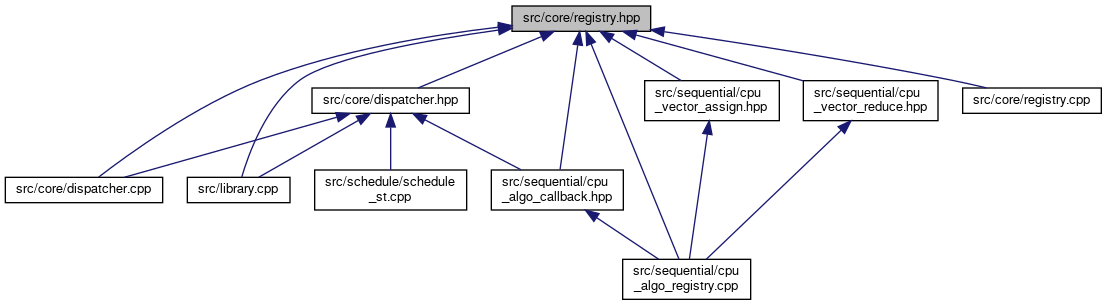 src/core/registry.hpp
src/core/dispatcher.hpp
src/sequential/cpu
_vector_assign.hpp
src/sequential/cpu
_vector_reduce.hpp
src/core/registry.cpp
src/core/dispatcher.cpp
src/library.cpp
src/schedule/schedule
_st.cpp
src/sequential/cpu
_algo_callback.hpp
src/sequential/cpu
_algo_registry.cpp